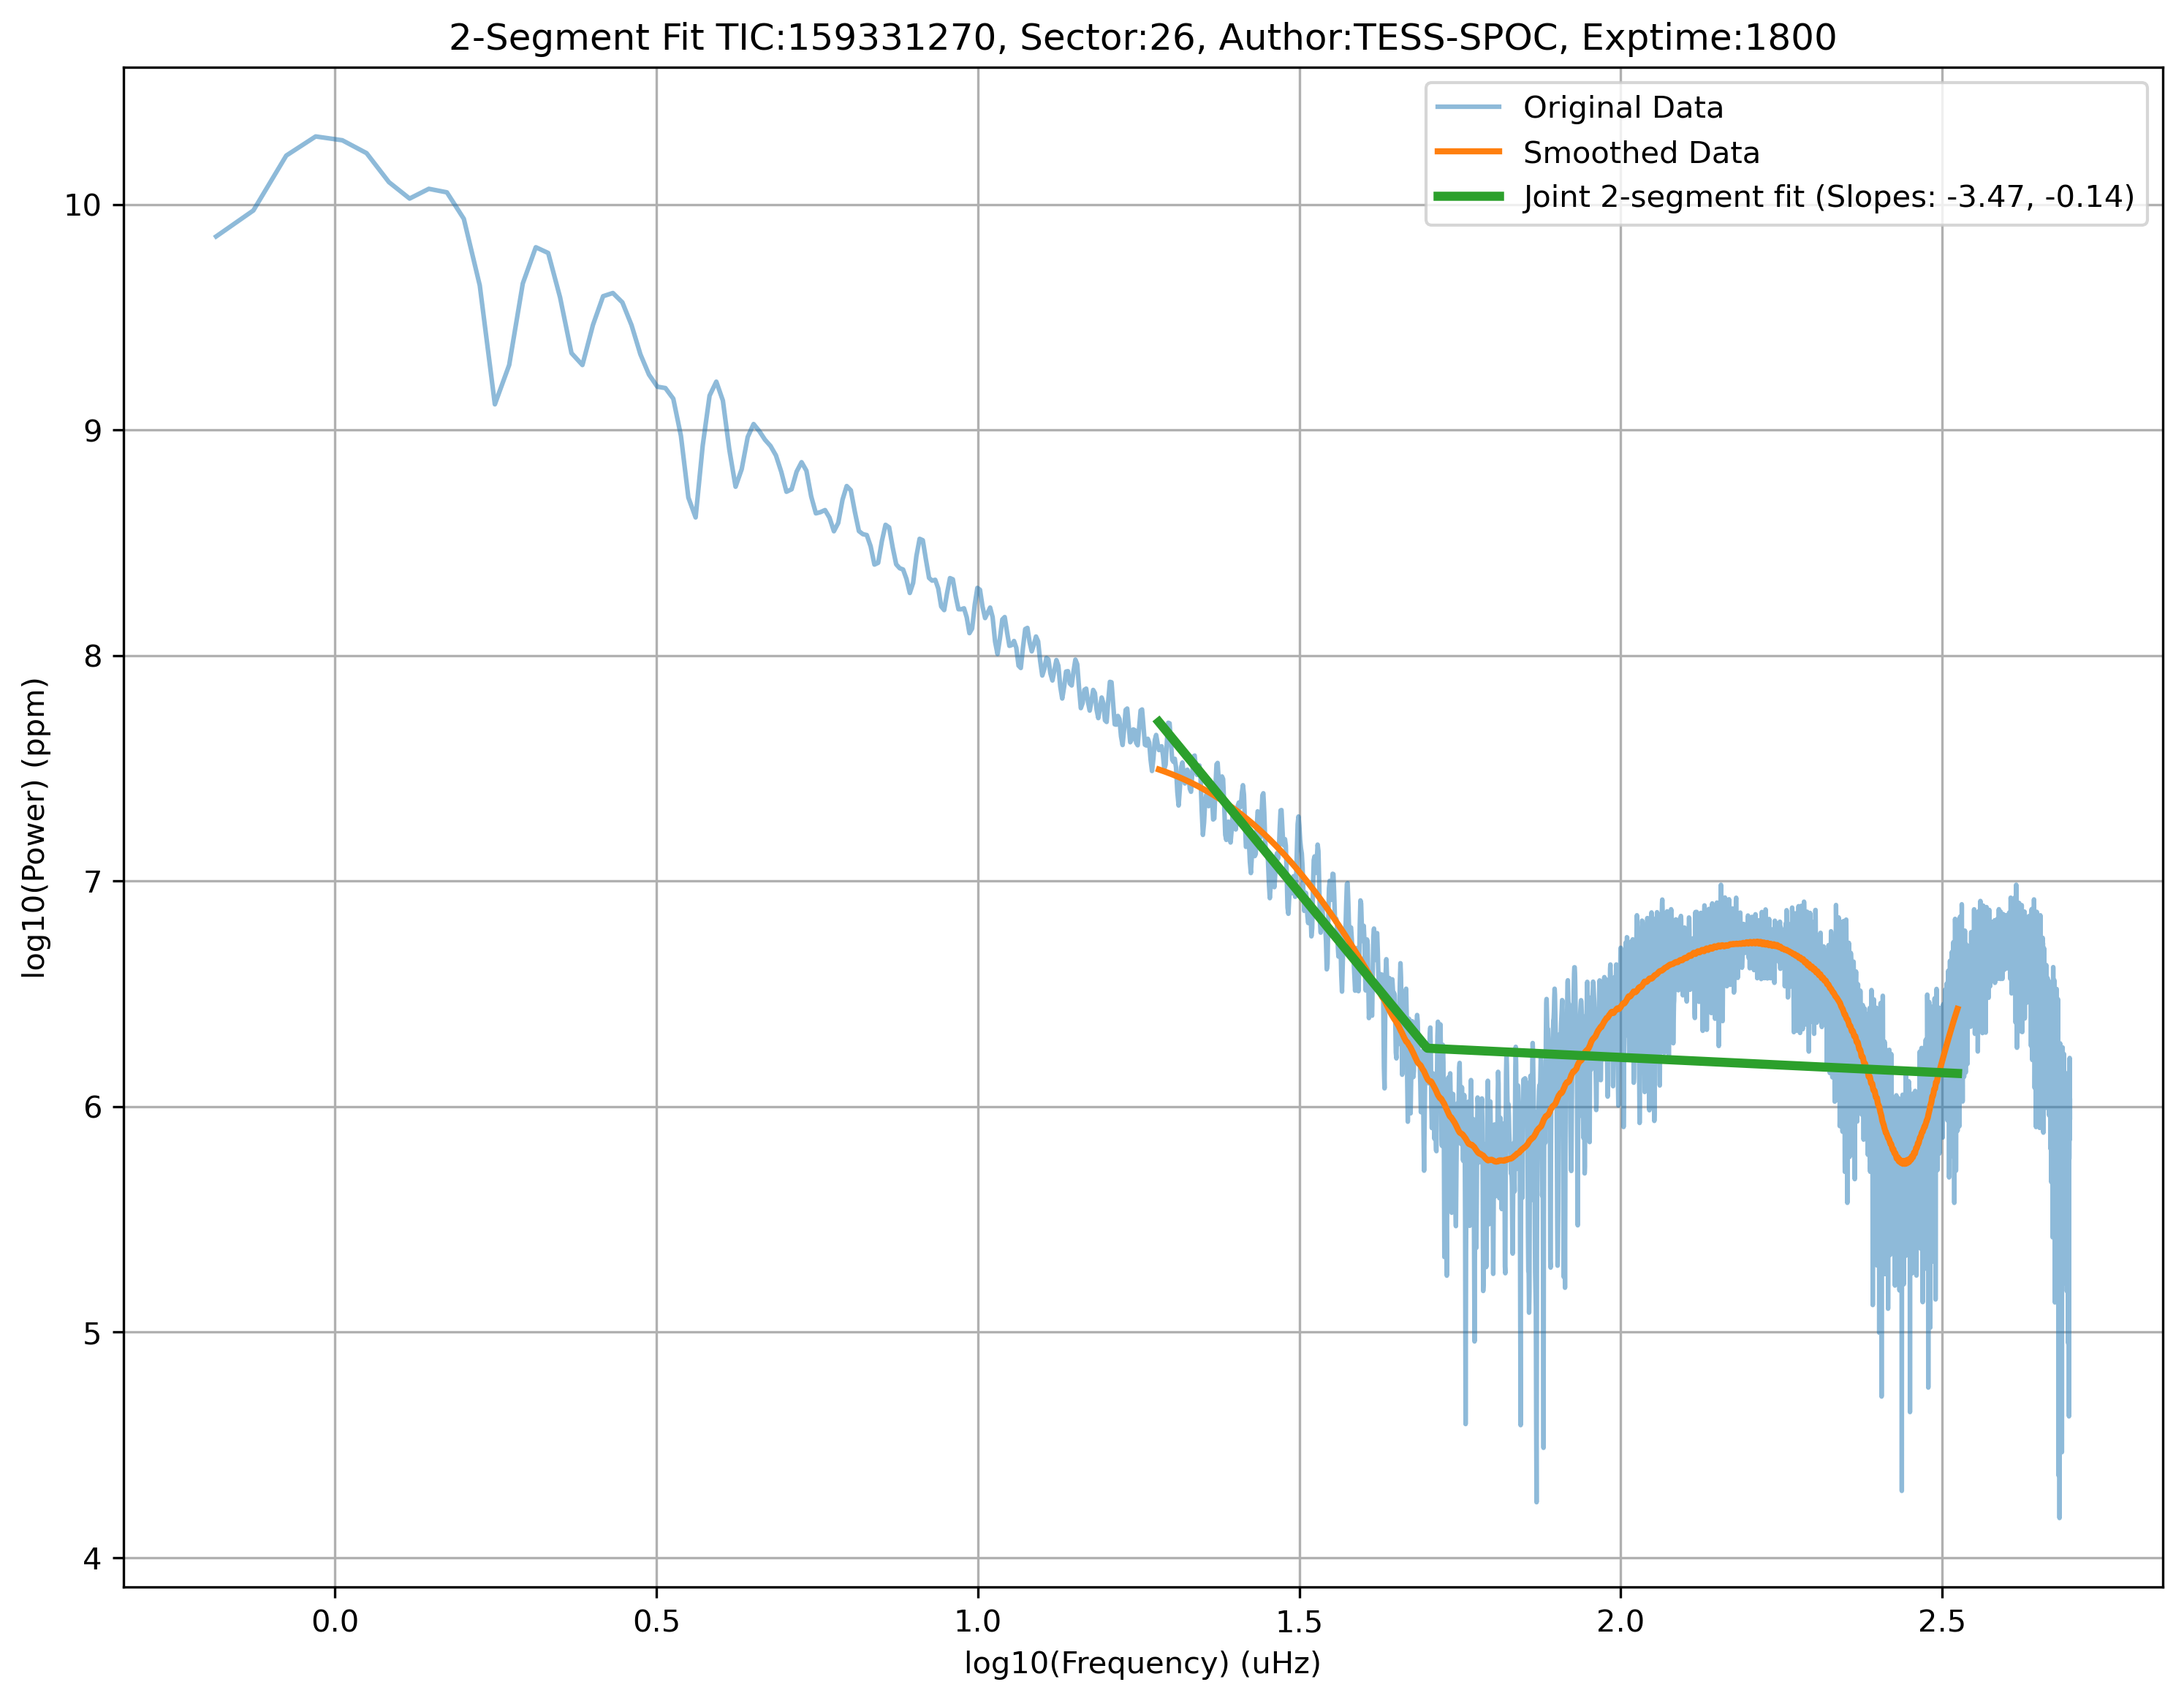 2-Segment Fit TIC:159331270, Sector:26, Author:TESS-SPOC, Exptime:1800
Original Data
Smoothed Data
Joint 2-segment fit (Slopes: -3.47, -0.14)
log10(Power) (ppm)
10
9
8
7
6
5
4
0.0 0.5 1.0 1.5 2.0 2.5
log10(Frequency) (uHz)